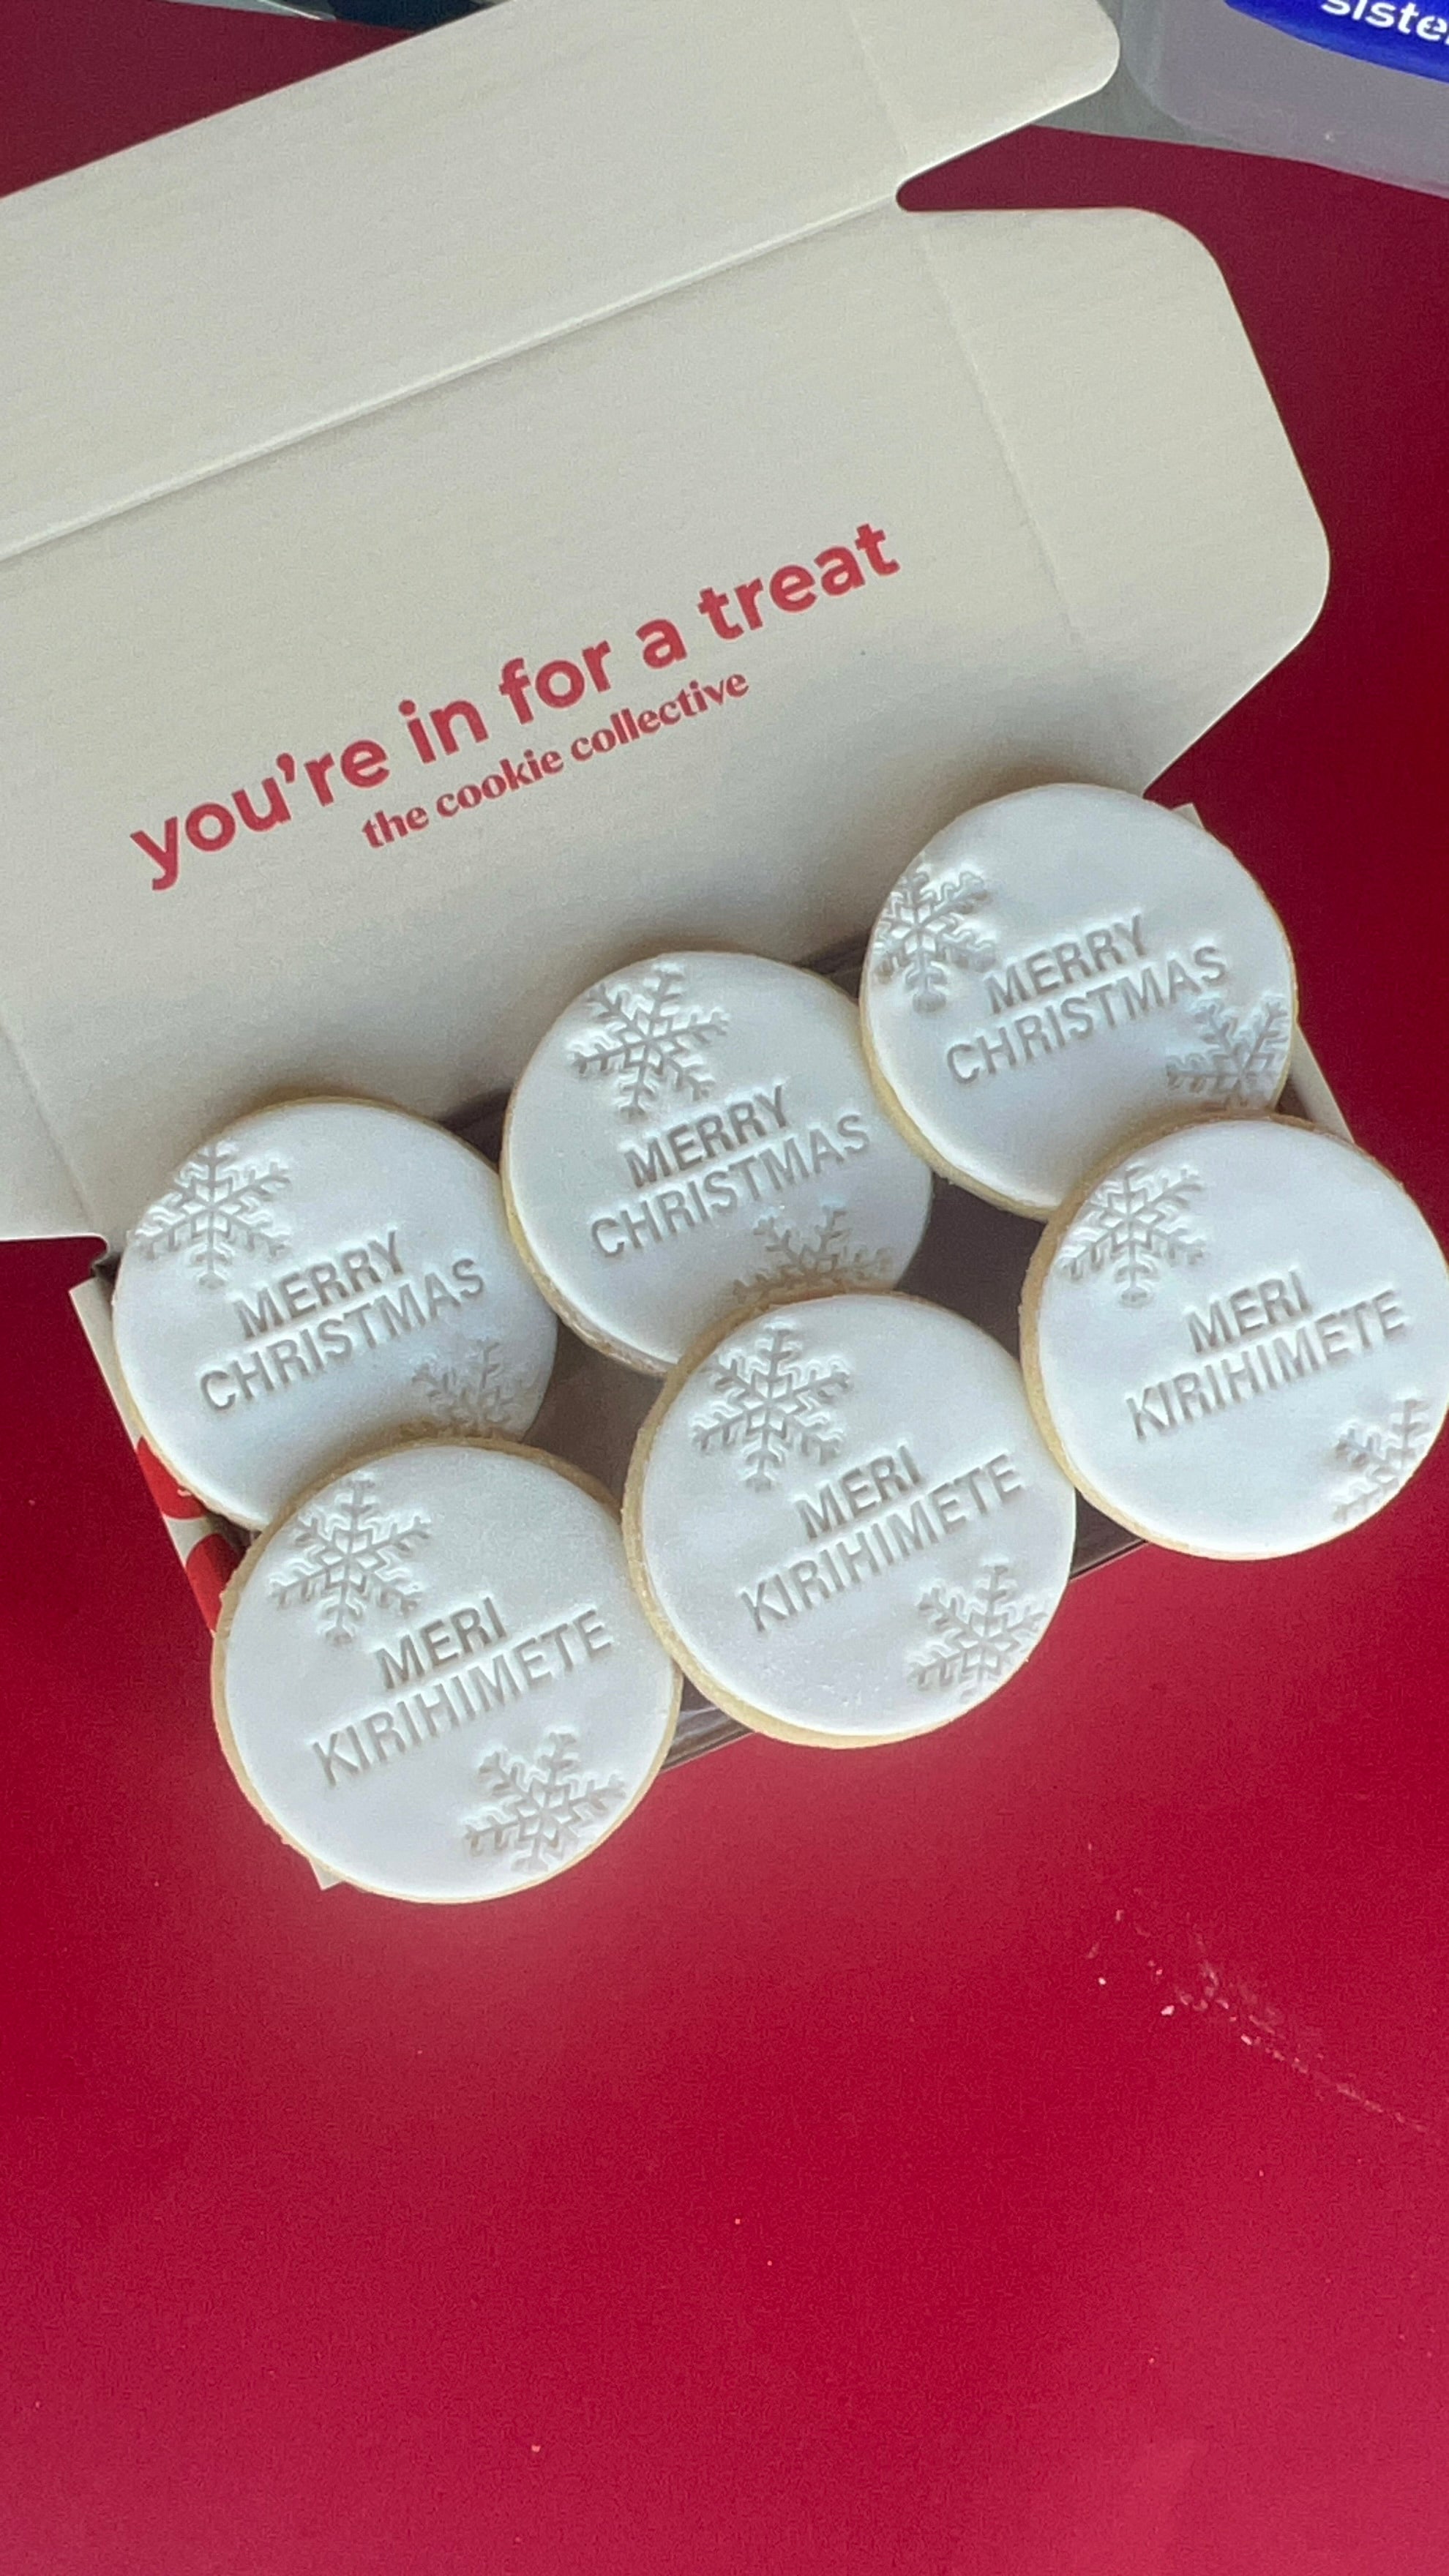 siste
you're in for a treat
the cookie collective
MERRY
CHRISTMAS
MERRY
CHRISTMAS
MERRY
CHRISTMAS
MERI
KIRIHIMETE
MERI
KIRIHIMETE
MERI
KIRIHIMETE